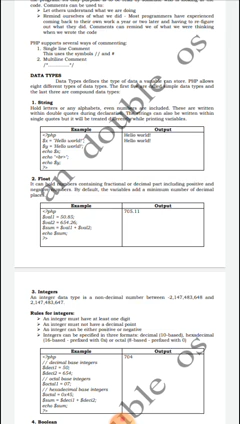 code. Comments can be used to:
Let others understand what we are doing
Remind ourselves of what we did - Most programmers have experienced
coming back to their own work a year or two later and having to re-figure
out what they did. Comments can remind we of what we were thinking
when we wrote the code
PHP supports several ways of commenting:
1. Single line Comment
This uses the symbols // and #
2. Multiline Comment
/*...............*/
DATA TYPES
Data Types defines the type of data a variable can store. PHP allows
eight different types of data types. The first five are called simple data types and
the last three are compound data types:
1. String
Hold letters or any alphabets, even numbers are included. These are written
within double quotes during declaration. The strings can also be written within
single quotes but it will be treated differently while printing variables.
Example Output
<?php
$x = "Hello world!";
$y = 'Hello world!';
echo $x;
echo "<br>";
echo $y;
?>
Hello world!
Hello world!
2. Float
It can hold numbers containing fractional or decimal part including positive and
negative numbers. By default, the variables add a minimum number of decimal
places.
Example Output
<?php
$val1 = 50.85;
$val2 = 654.26;
$sum = $val1 + $val2;
echo $sum;
?>
705.11
3. Integers
An integer data type is a non-decimal number between -2,147,483,648 and
2,147,483,647.
Rules for integers:
An integer must have at least one digit
An integer must not have a decimal point
An integer can be either positive or negative
Integers can be specified in three formats: decimal (10-based), hexadecimal
(16-based - prefixed with 0x) or octal (8-based - prefixed with 0)
Example Output
<?php
// decimal base integers
$deci1 = 50;
$deci2 = 654;
// octal base integers
$octal1 = 07;
// hexadecimal base integers
$octal = 0x45;
$sum = $deci1 + $deci2;
echo $sum;
?>
704
4. Boolean